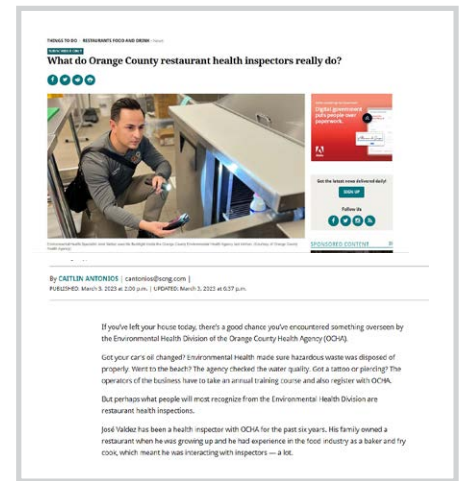 THINGS TO DO RESTAURANTS FOOD AND DRINK
SUBSCRIBER ONLY
What do Orange County restaurant health inspectors really do?
Digital government
puts people over
paperwork.
Adobe
Get the latest news delivered daily!
SIGN UP
Follow Us
SPONSORED CONTENT
By CAITLIN ANTONIOS | cantonios@scng.com |
PUBLISHED: March 3, 2023 at 2:00 p.m. | UPDATED: March 3, 2023 at 6:37 p.m.
If you've left your house today, there's a good chance you've encountered something overseen by
the Environmental Health Division of the Orange County Health Agency (OCHA).
Got your car's oil changed? Environmental Health made sure hazardous waste was disposed of
properly. Went to the beach? The agency checked the water quality. Got a tattoo or piercing? The
operators of the business have to take an annual training course and also register with OCHA.
But perhaps what people will most recognize from the Environmental Health Division are
restaurant health inspections.
José Valdez has been a health inspector with OCHA for the past six years. His family owned a
restaurant when he was growing up and he had experience in the food industry as a baker and fry
cook, which meant he was interacting with inspectors — a lot.